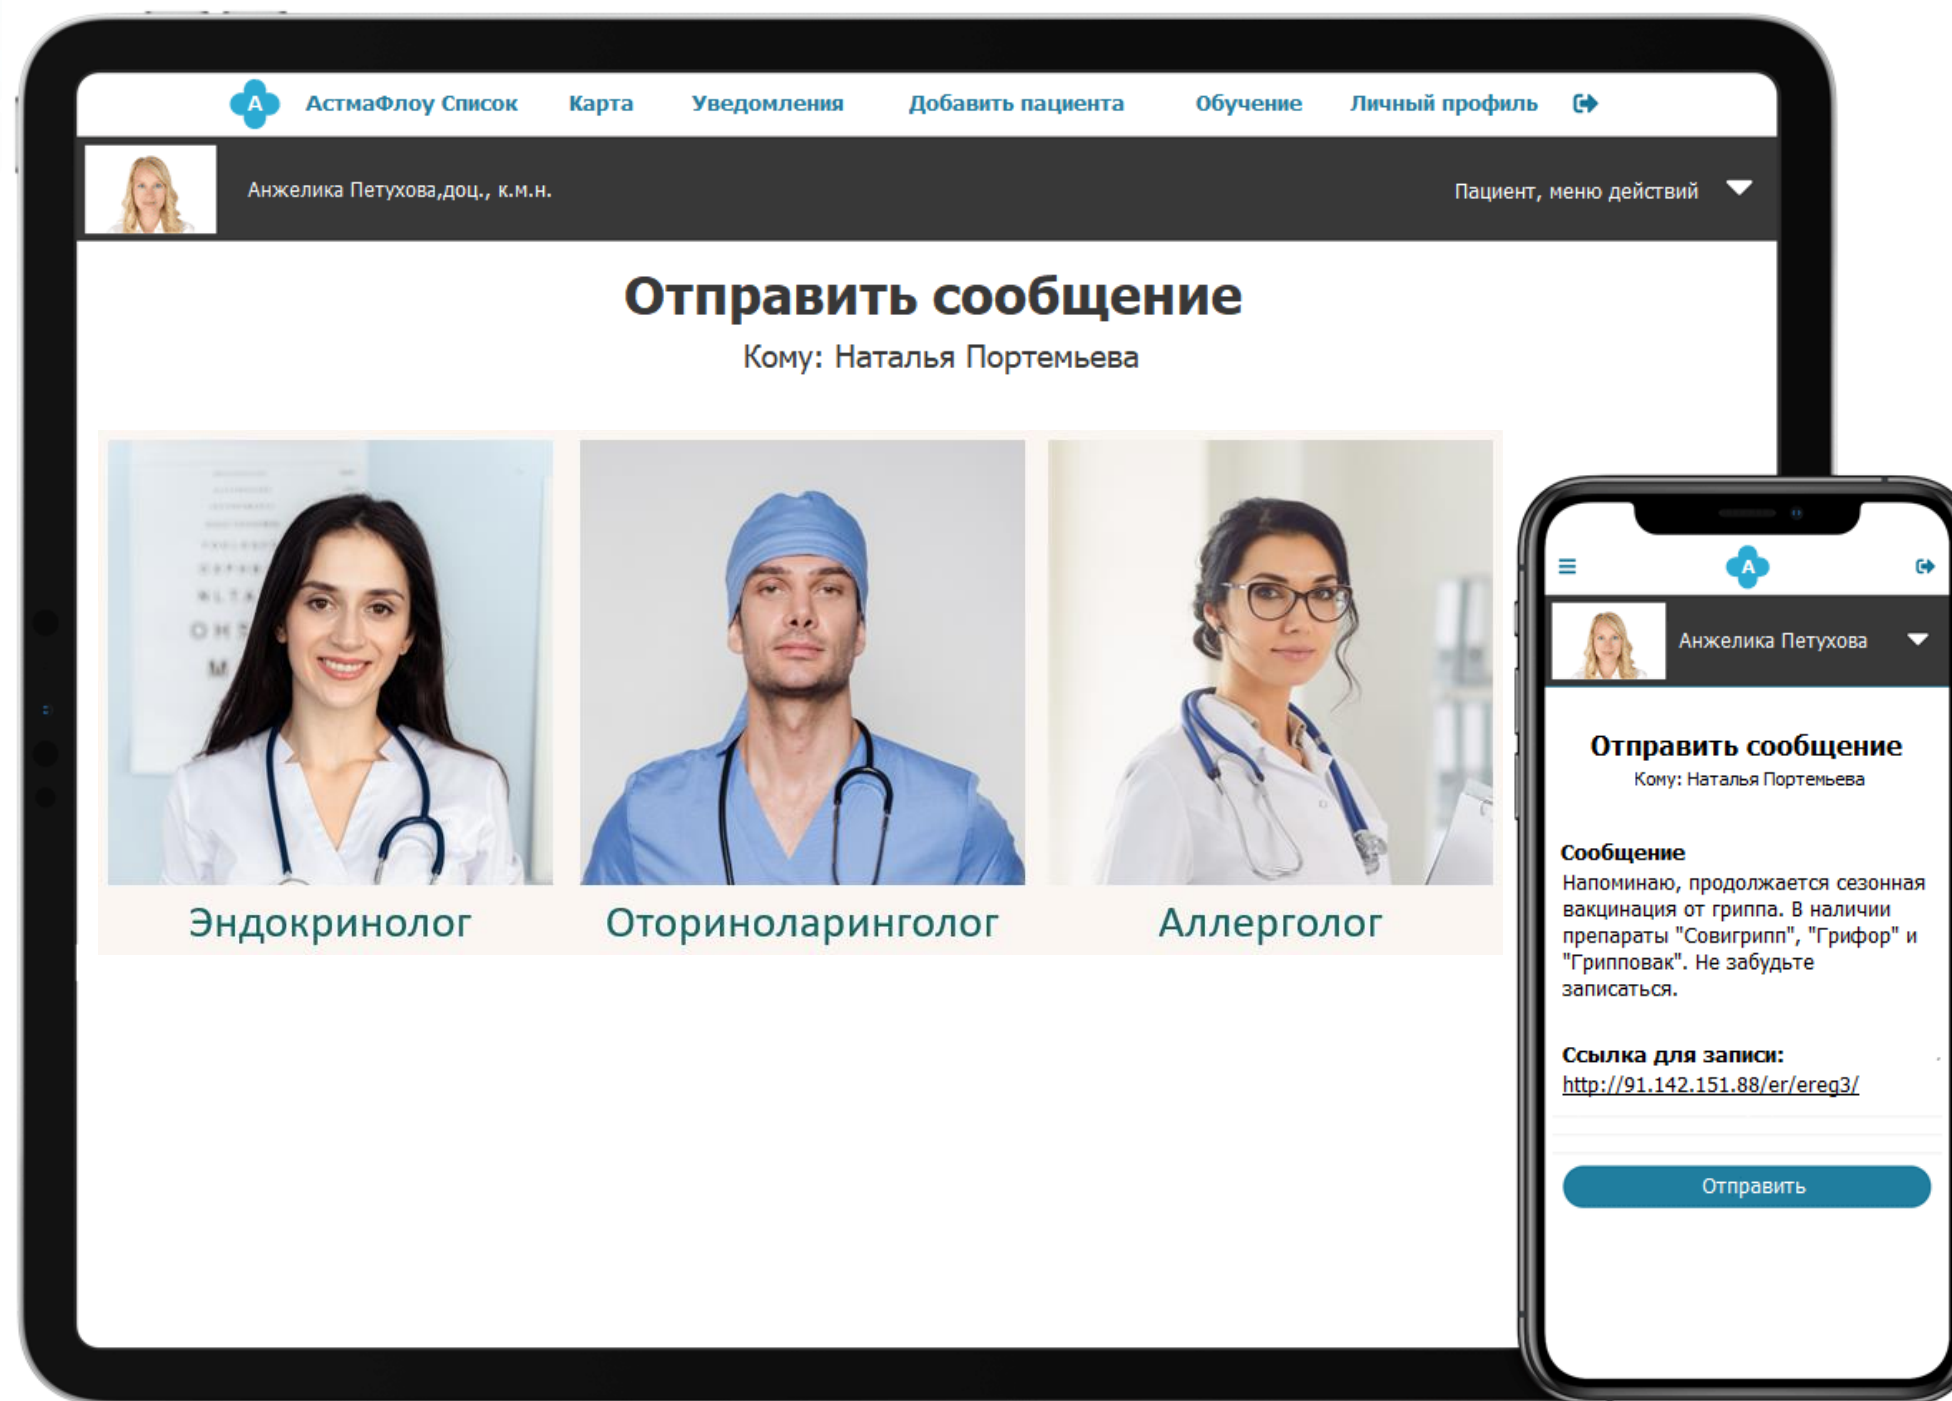 А АстмаФлоу Список Карта Уведомления Добавить пациента Обучение Личный профиль
Анжелика Петухова,доц., к.м.н. Пациент, меню действий
Отправить сообщение
Кому: Наталья Портемьева
Эндокринолог Оториноларинголог Аллерголог
А
Анжелика Петухова
Отправить сообщение
Кому: Наталья Портемьева
Сообщение
Напоминаю, продолжается сезонная
вакцинация от гриппа. В наличии
препараты "Совигрипп", "Грифор" и
"Грипповак". Не забудьте
записаться.
Ссылка для записи:
http://91.142.151.88/er/ereg3/
Отправить